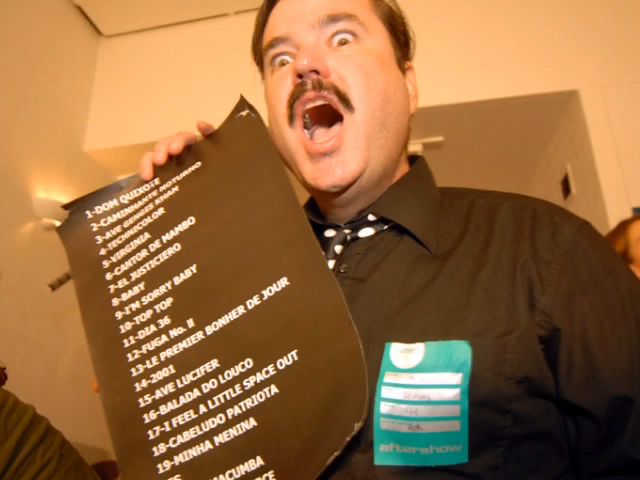 1-DOM QUIXOTE
2-CAMINHANTE NOTURNO
3-AVE GENGIS KHAN
4-TECHNICOLOR
5-VIRGINIA
6-CANTOR DE MAMBO
7-EL JUSTICIERO
8-BABY
9-I'M SORRY BABY
10-TOP TOP
11-DIA 36
12-FUGA No. II
13-LE PREMIER BONHER DE JOUR
14-2001
15-AVE LUCIFER
16-BALADA DO LOUCO
17-I FEEL A LITTLE SPACE OUT
18-CABELUDO PATRIOTA
19-MINHA MENINA
MACUMBA
aftershow